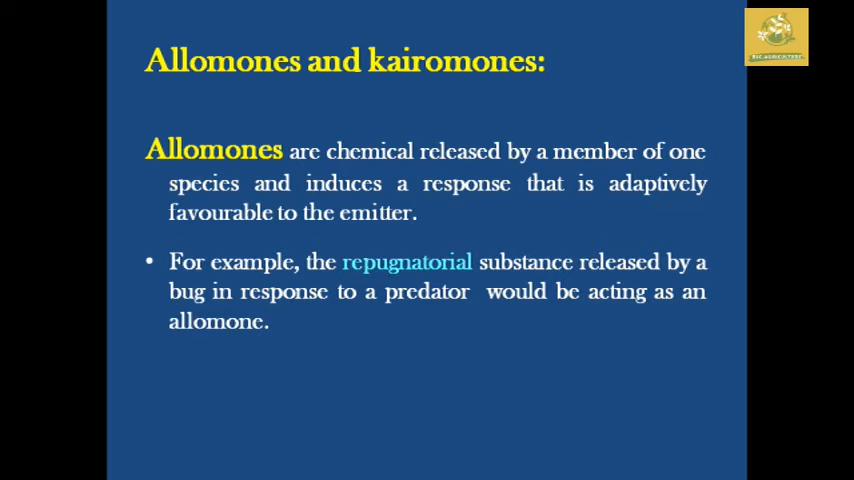 Allomones and kairomones:
Allomones are chemical released by a member of one
species and induces a response that is adaptively
favourable to the emitter.
• For example, the repugnatorial substance released by a
bug in response to a predator would be acting as an
allomone.